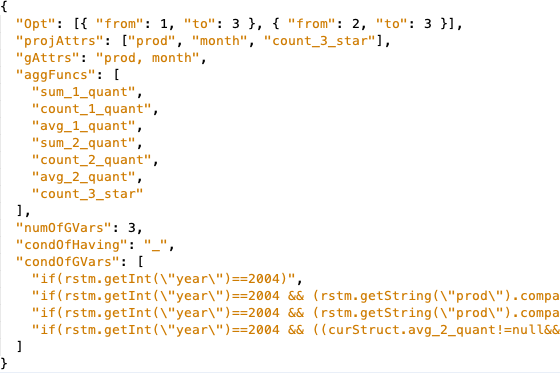 {
"Opt": [{ "from": 1, "to": 3 }, { "from": 2, "to": 3 }],
"projAttrs": ["prod", "month", "count_3_star"],
"gAttrs": "prod, month",
"aggFuncs": [
"sum_1_quant",
"count_1_quant",
"avg_1_quant",
"sum_2_quant",
"count_2_quant",
"avg_2_quant",
"count_3_star"
],
"numOfGVars": 3,
"condOfHaving": "_",
"condOfGVars": [
"if(rstm.getInt(\"year\")==2004)",
"if(rstm.getInt(\"year\")==2004 && (rstm.getString(\"prod\").compa
"if(rstm.getInt(\"year\")==2004 && (rstm.getString(\"prod\").compa
"if(rstm.getInt(\"year\")==2004 && ((curStruct.avg_2_quant!=null&&
]
}